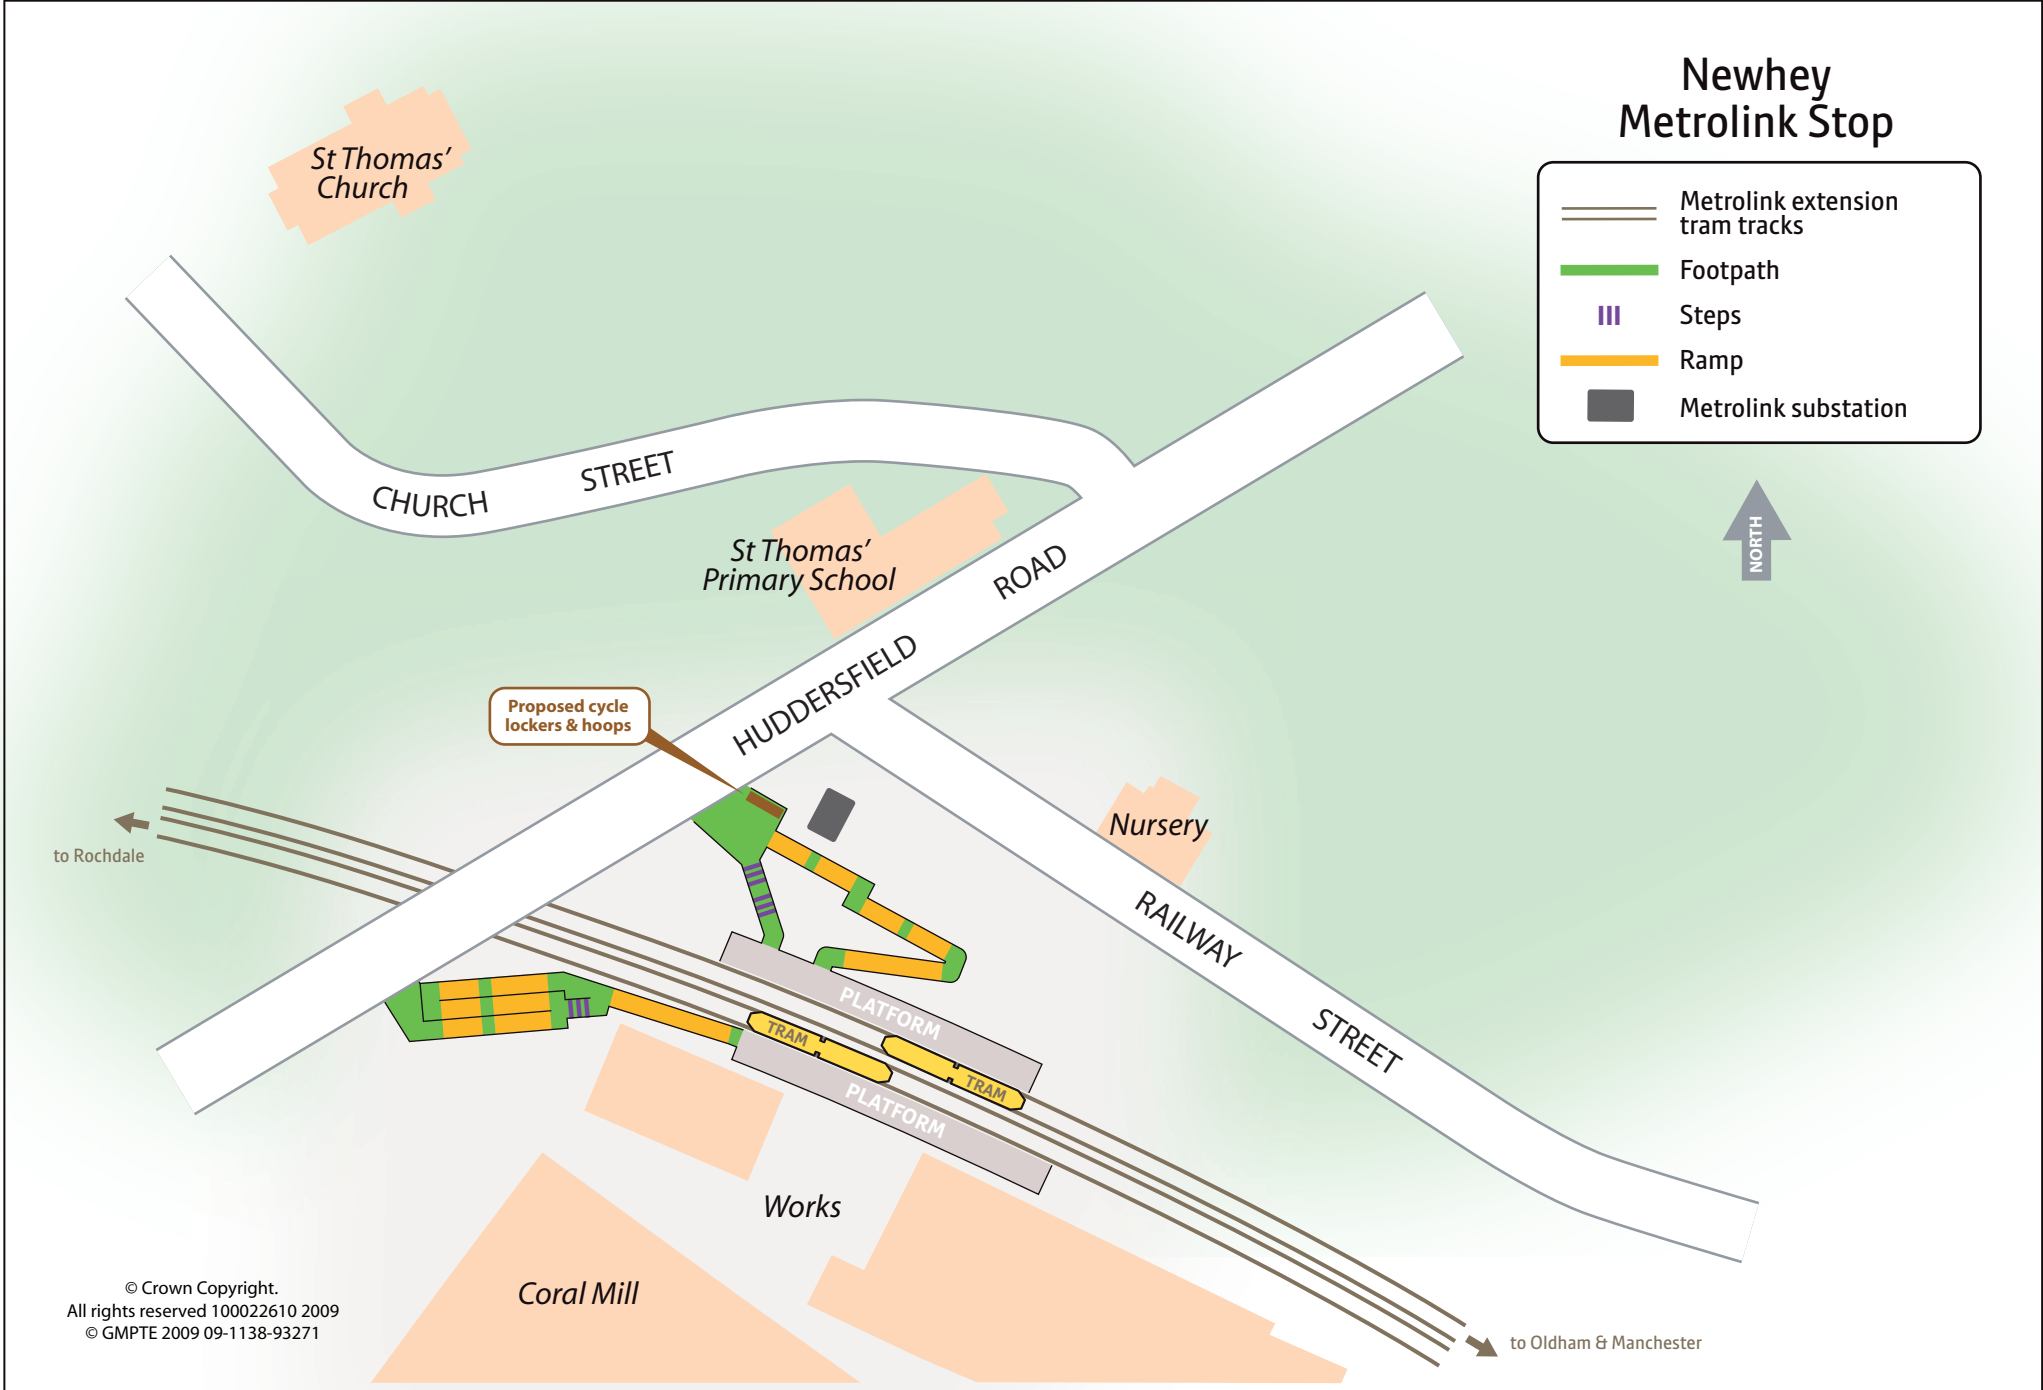 Newhey
Metrolink Stop
Metrolink extension
tram tracks
Footpath
Steps
Ramp
Metrolink substation
NORTH
St Thomas’
Church
CHURCH STREET
St Thomas’
Primary School
HUDDERSFIELD ROAD
Proposed cycle
lockers & hoops
to Rochdale
Nursery
RAILWAY STREET
PLATFORM
TRAM
TRAM
PLATFORM
Works
Coral Mill
© Crown Copyright.
All rights reserved 100022610 2009
© GMPTE 2009 09-1138-93271
to Oldham & Manchester